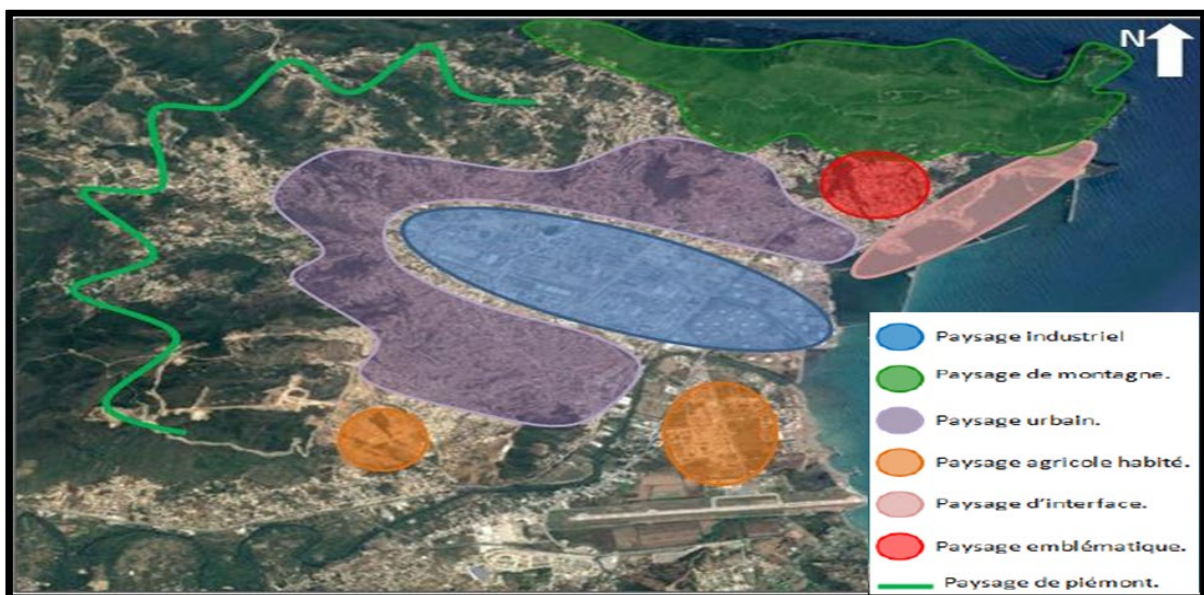 N
Paysage industriel
Paysage de montagne.
Paysage urbain.
Paysage agricole habité.
Paysage d'interface.
Paysage emblématique.
Paysage de piémont.